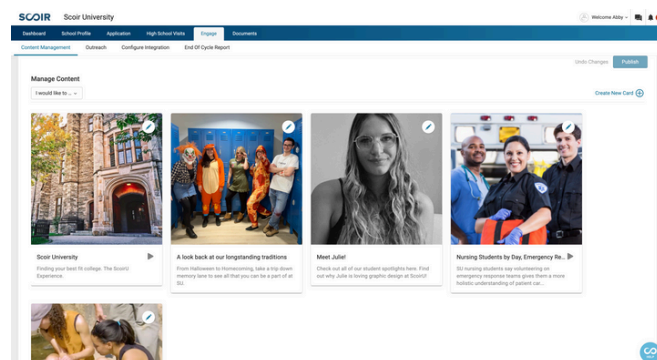 SCOIR Scoir University Welcome Abby
Dashboard School Profile Application High School Visits Engage Documents
Content Management Outreach Configure Integration End Of Cycle Report
Undo Changes Publish
Manage Content
I would like to ... Create New Card
Scoir University
Finding your best fit college. The ScoirU
Experience.
A look back at our longstanding traditions
From Halloween to Homecoming, take a trip down
memory lane to see all that you can be a part of at
SU.
Meet Julie!
Check out all of our student spotlights here. Find
out why Julie is loving graphic design at ScoirU!
Nursing Students by Day, Emergency Re...
SU nursing students say volunteering on
emergency response teams gives them a more
holistic understanding of patient car...